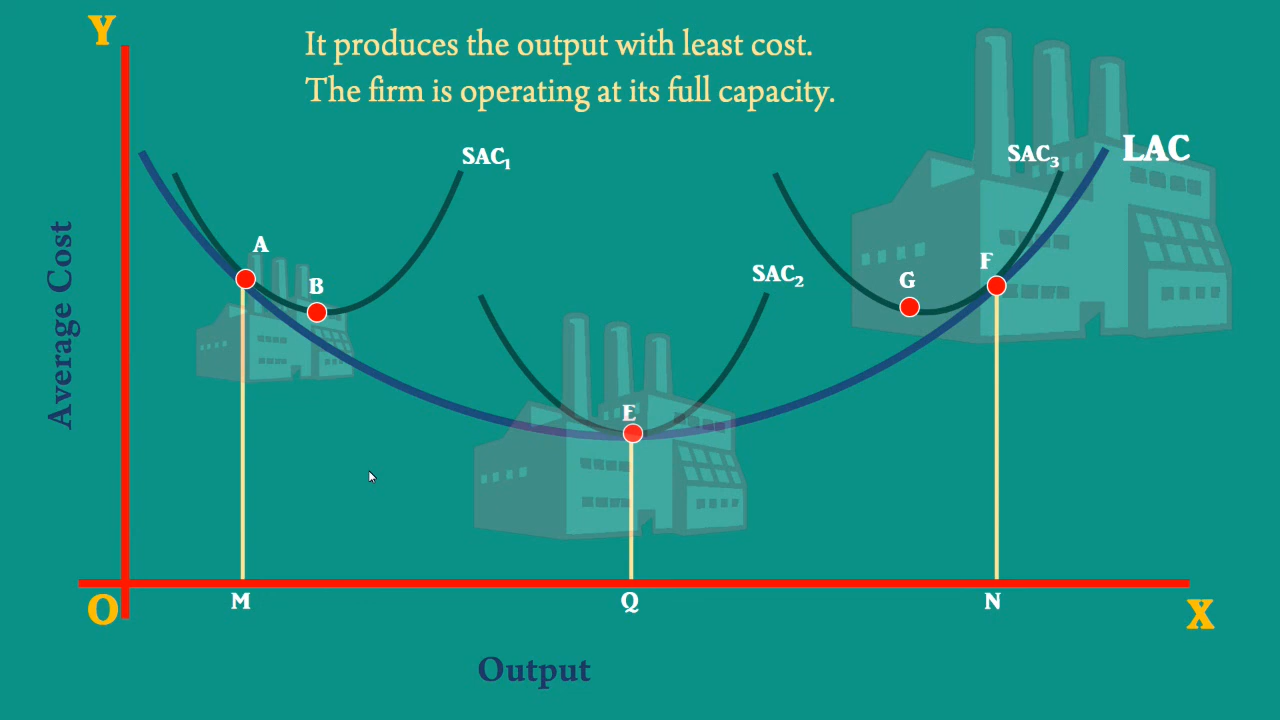 Y
It produces the output with least cost.
The firm is operating at its full capacity.
SAC₁
SAC₃
LAC
A
B
SAC₂
G
F
E
Average Cost
O
M
Q
N
X
Output